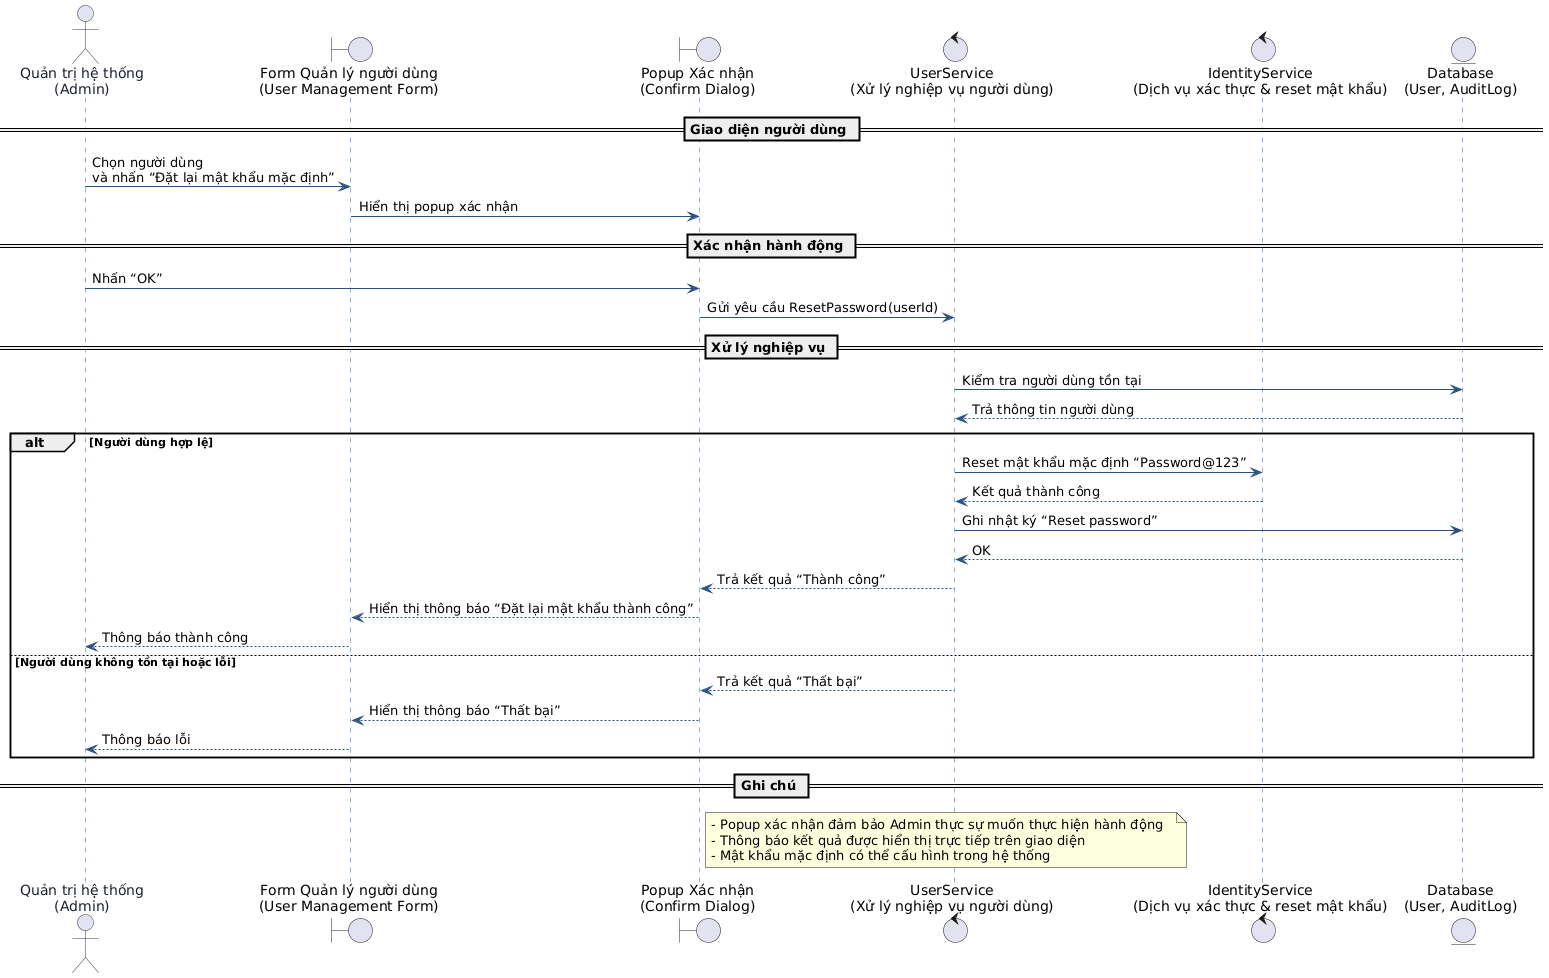 Quản trị hệ thống
(Admin)
Form Quản lý người dùng
(User Management Form)
Popup Xác nhận
(Confirm Dialog)
UserService
(Xử lý nghiệp vụ người dùng)
IdentityService
(Dịch vụ xác thực & reset mật khẩu)
Database
(User, AuditLog)
Giao diện người dùng
Chọn người dùng
và nhấn “Đặt lại mật khẩu mặc định”
Hiển thị popup xác nhận
Xác nhận hành động
Nhấn “OK”
Gửi yêu cầu ResetPassword(userId)
Xử lý nghiệp vụ
Kiểm tra người dùng tồn tại
Trả thông tin người dùng
alt [Người dùng hợp lệ]
Reset mật khẩu mặc định “Password@123”
Kết quả thành công
Ghi nhật ký “Reset password”
OK
Trả kết quả “Thành công”
Hiển thị thông báo “Đặt lại mật khẩu thành công”
Thông báo thành công
[Người dùng không tồn tại hoặc lỗi]
Trả kết quả “Thất bại”
Hiển thị thông báo “Thất bại”
Thông báo lỗi
Ghi chú
- Popup xác nhận đảm bảo Admin thực sự muốn thực hiện hành động
- Thông báo kết quả được hiển thị trực tiếp trên giao diện
- Mật khẩu mặc định có thể cấu hình trong hệ thống
Quản trị hệ thống
(Admin)
Form Quản lý người dùng
(User Management Form)
Popup Xác nhận
(Confirm Dialog)
UserService
(Xử lý nghiệp vụ người dùng)
IdentityService
(Dịch vụ xác thực & reset mật khẩu)
Database
(User, AuditLog)